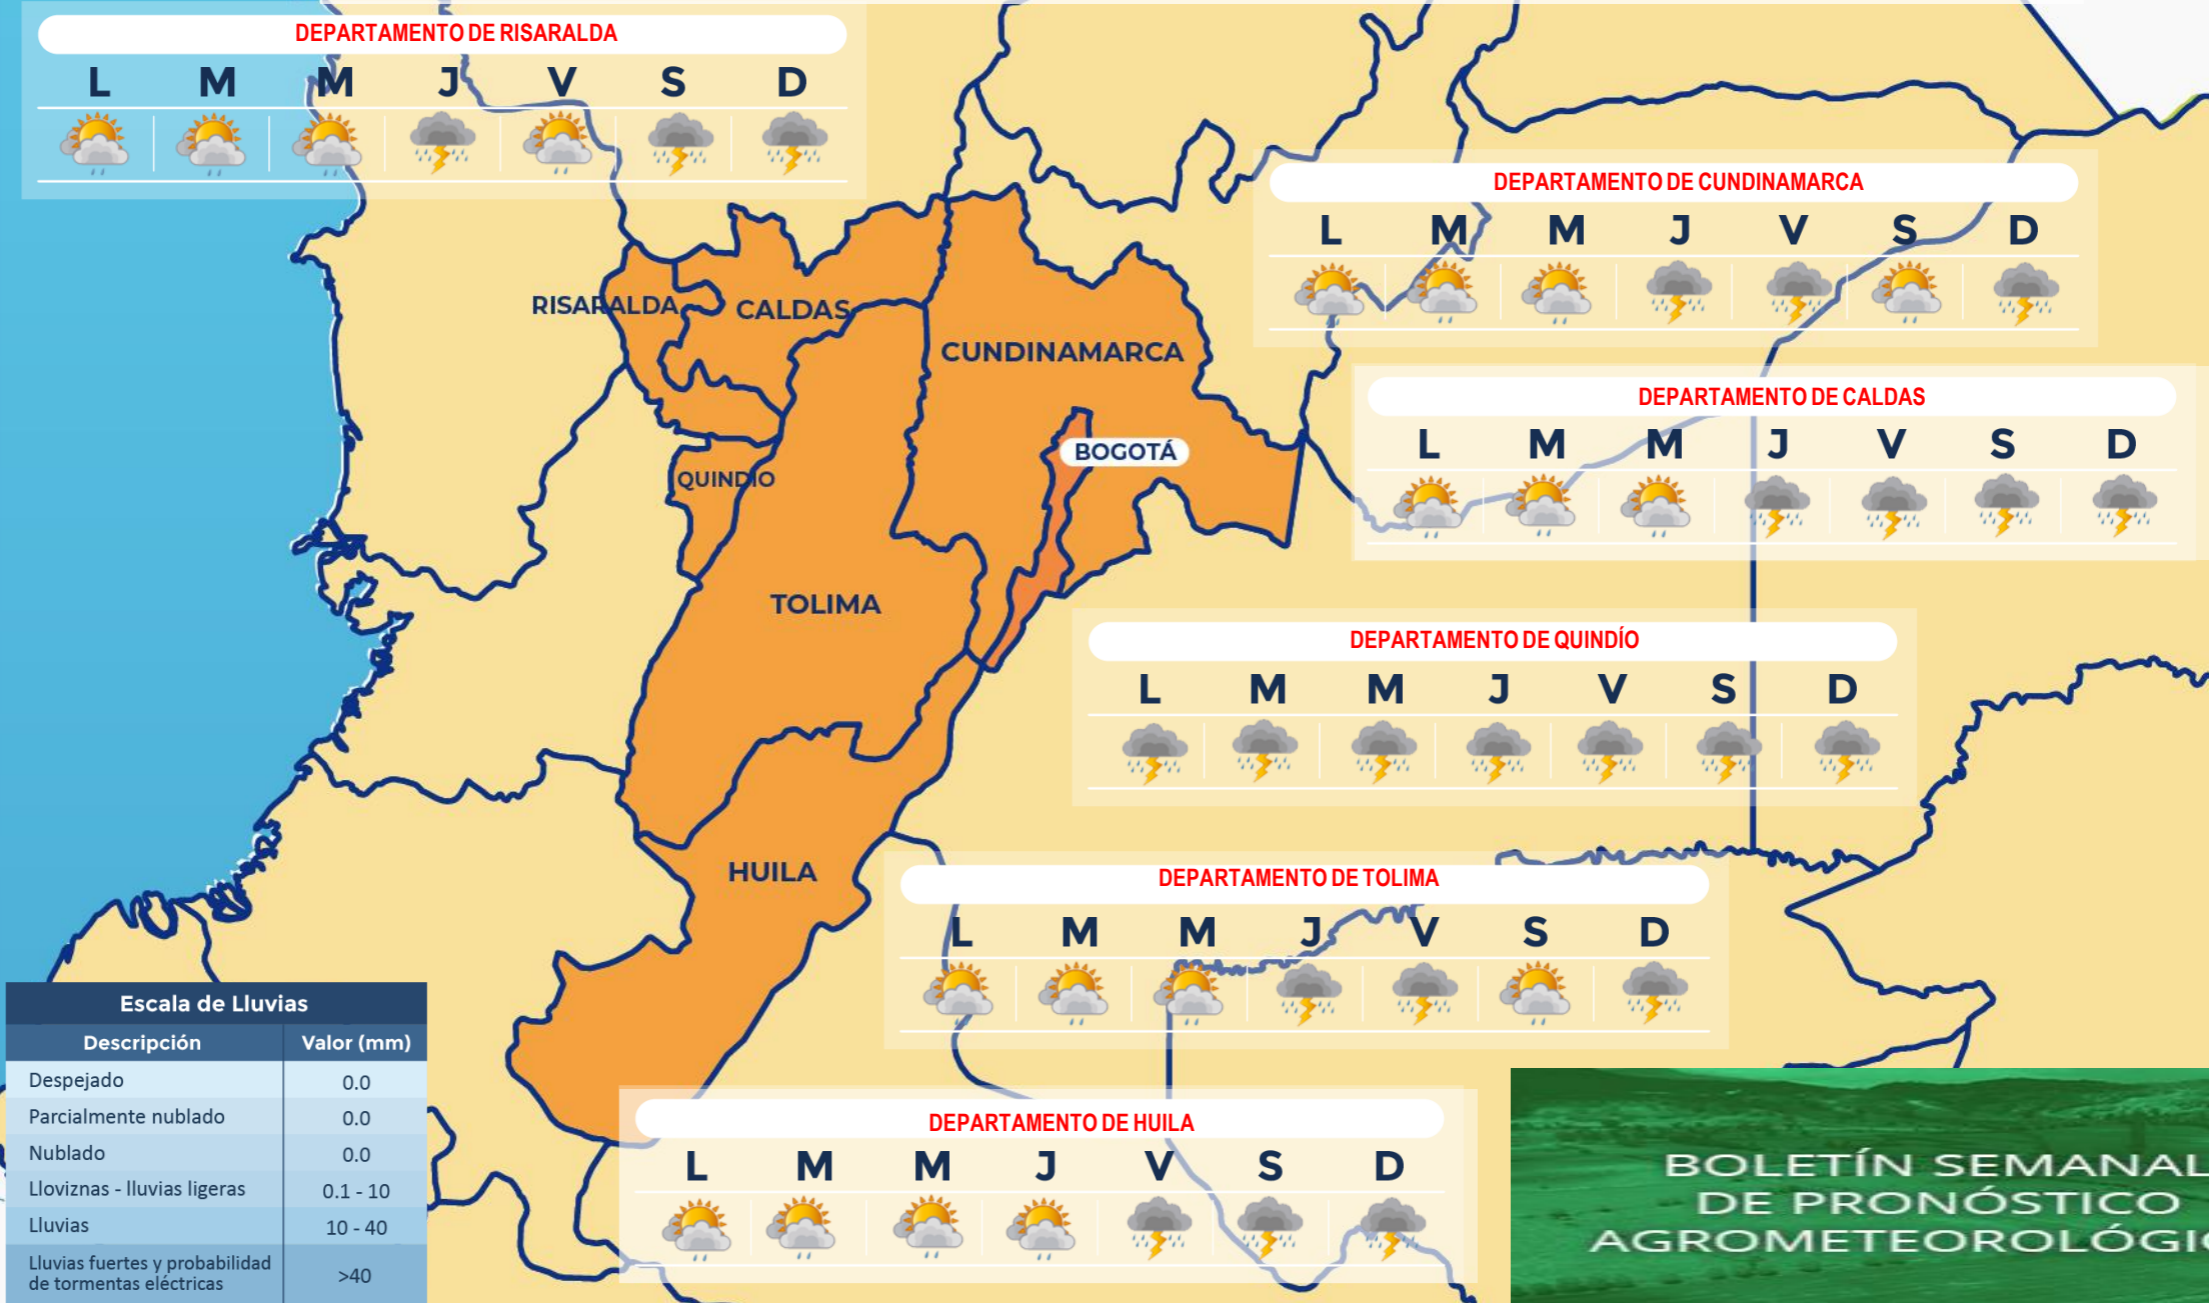 DEPARTAMENTO DE RISARALDA
L M M J V S D
DEPARTAMENTO DE CUNDINAMARCA
L M M J V S D
RISARALDA
CALDAS
CUNDINAMARCA
DEPARTAMENTO DE CALDAS
L M M J V S D
BOGOTÁ
QUINDIO
TOLIMA
DEPARTAMENTO DE QUINDÍO
L M M J V S D
HUILA
DEPARTAMENTO DE TOLIMA
L M M J V S D
DEPARTAMENTO DE HUILA
L M M J V S D
Escala de Lluvias
Descripción Valor (mm)
Despejado 0.0
Parcialmente nublado 0.0
Nublado 0.0
Lloviznas - lluvias ligeras 0.1 - 10
Lluvias 10 - 40
Lluvias fuertes y probabilidad
de tormentas eléctricas >40
BOLETÍN SEMANAL
DE PRONÓSTICO